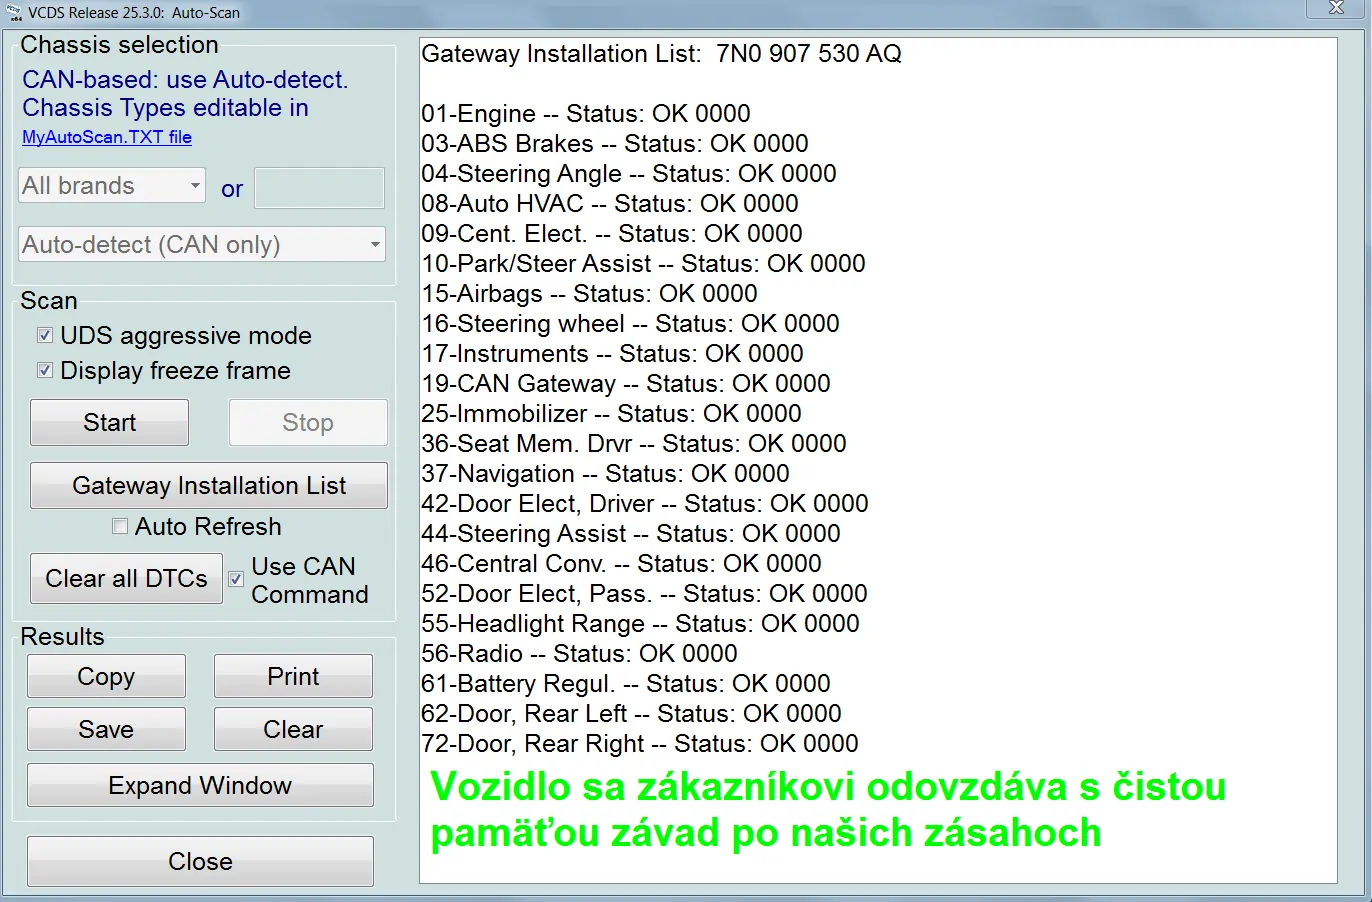 VCDS Release 25.3.0: Auto-Scan
Chassis selection
CAN-based: use Auto-detect.
Chassis Types editable in
MyAutoScan.TXT file
All brands
or
Auto-detect (CAN only)
Scan
UDS aggressive mode
Display freeze frame
Start
Stop
Gateway Installation List
Auto Refresh
Clear all DTCs
Use CAN
Command
Results
Copy
Print
Save
Clear
Expand Window
Close
Gateway Installation List: 7N0 907 530 AQ
01-Engine -- Status: OK 0000
03-ABS Brakes -- Status: OK 0000
04-Steering Angle -- Status: OK 0000
08-Auto HVAC -- Status: OK 0000
09-Cent. Elect. -- Status: OK 0000
10-Park/Steer Assist -- Status: OK 0000
15-Airbags -- Status: OK 0000
16-Steering wheel -- Status: OK 0000
17-Instruments -- Status: OK 0000
19-CAN Gateway -- Status: OK 0000
25-Immobilizer -- Status: OK 0000
36-Seat Mem. Drvr -- Status: OK 0000
37-Navigation -- Status: OK 0000
42-Door Elect, Driver -- Status: OK 0000
44-Steering Assist -- Status: OK 0000
46-Central Conv. -- Status: OK 0000
52-Door Elect, Pass. -- Status: OK 0000
55-Headlight Range -- Status: OK 0000
56-Radio -- Status: OK 0000
61-Battery Regul. -- Status: OK 0000
62-Door, Rear Left -- Status: OK 0000
72-Door, Rear Right -- Status: OK 0000
Vozidlo sa zákazníkovi odovzdáva s čistou
pamäťou závad po našich zásahoch